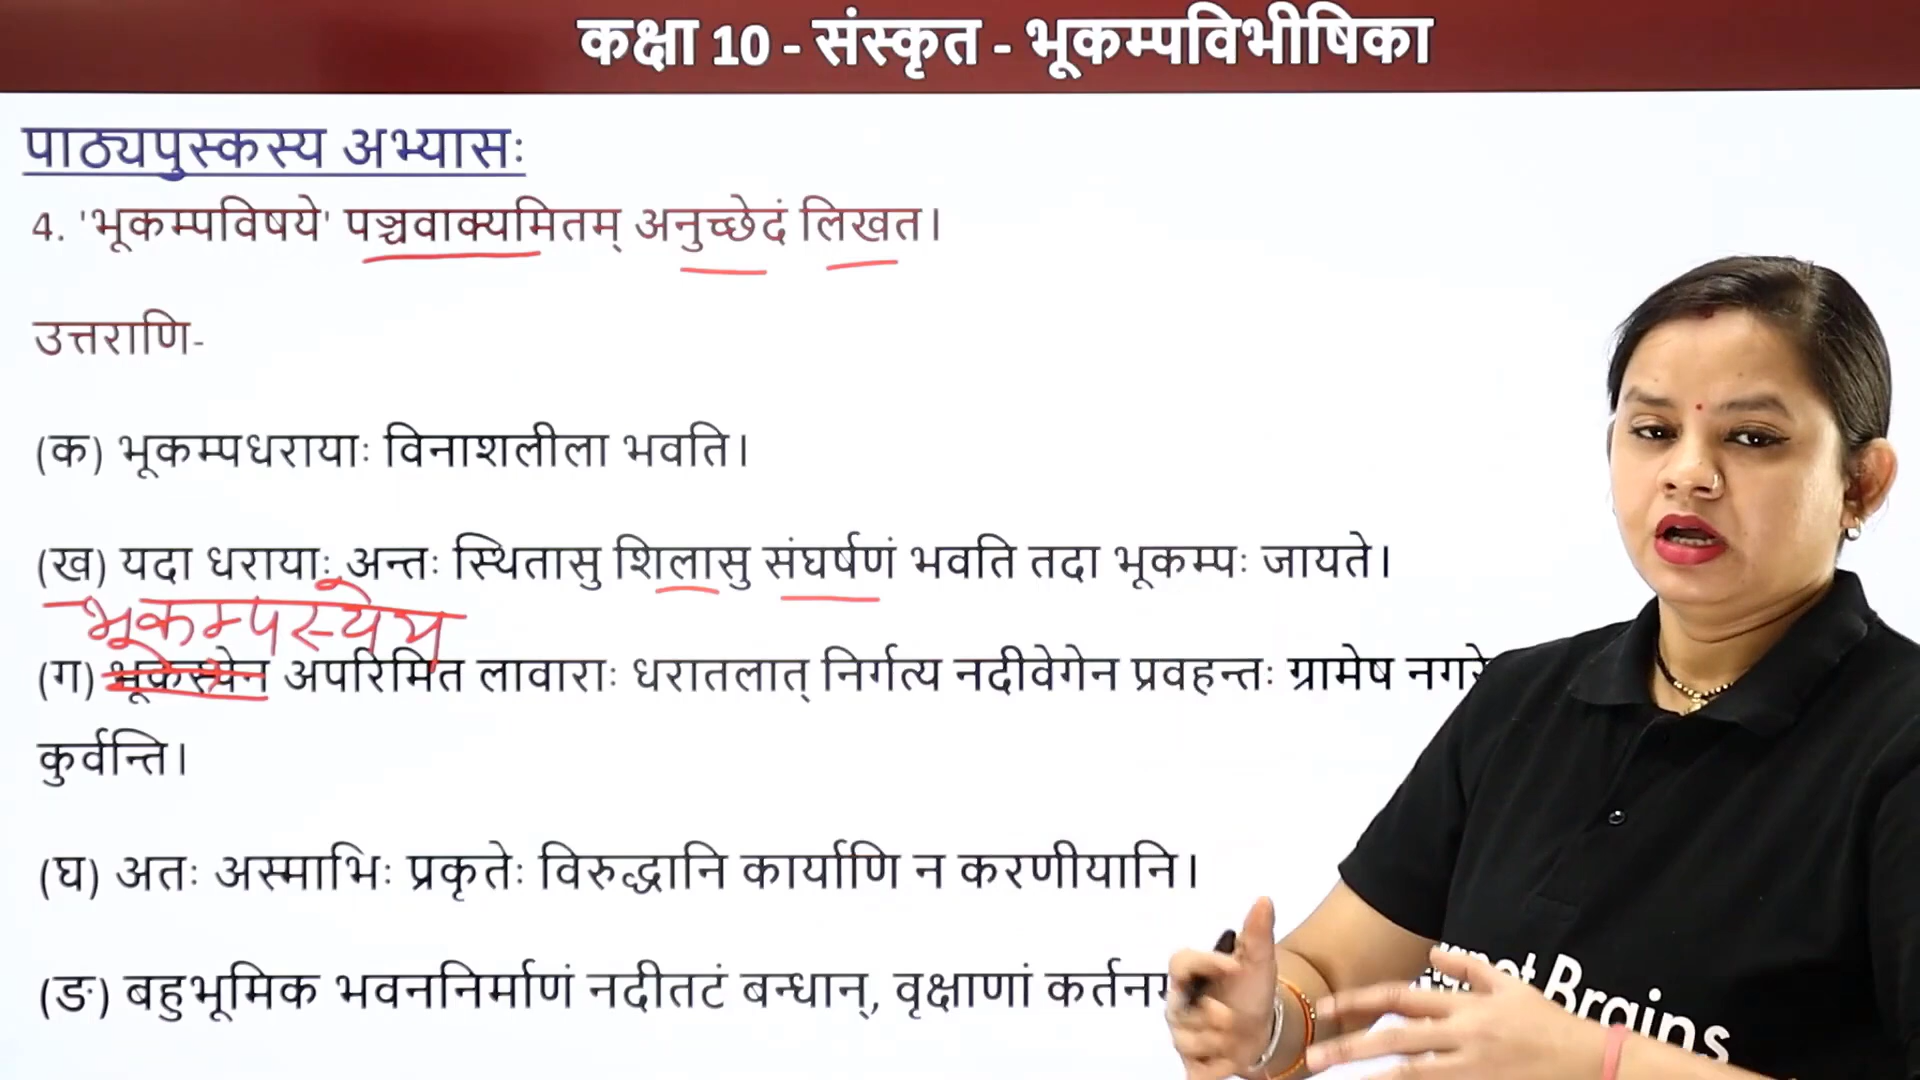 कक्षा 10 - संस्कृत - भूकम्पविभीषिका
पाठ्यपुस्कस्य अभ्यासः
4. 'भूकम्पविषये' पञ्चवाक्यमितम् अनुच्छेदं लिखत।
उत्तराणि-
(क) भूकम्पधरायाः विनाशलीला भवति।
(ख) यदा धरायाः अन्तः स्थितासु शिलासु संघर्षणं भवति तदा भूकम्पः जायते।
भूकम्पस्येय
(ग) अपरिमित लावाराः धरातलात् निर्गत्य नदीवेगेन प्रवहन्तः ग्रामेष
कुर्वन्ति।
(घ) अतः अस्माभिः प्रकृतेः विरुद्धानि कार्याणि न करणीयानि।
(ङ) बहुभूमिक भवननिर्माणं नदीतटं बन्धान्, वृक्षाणां
Brains